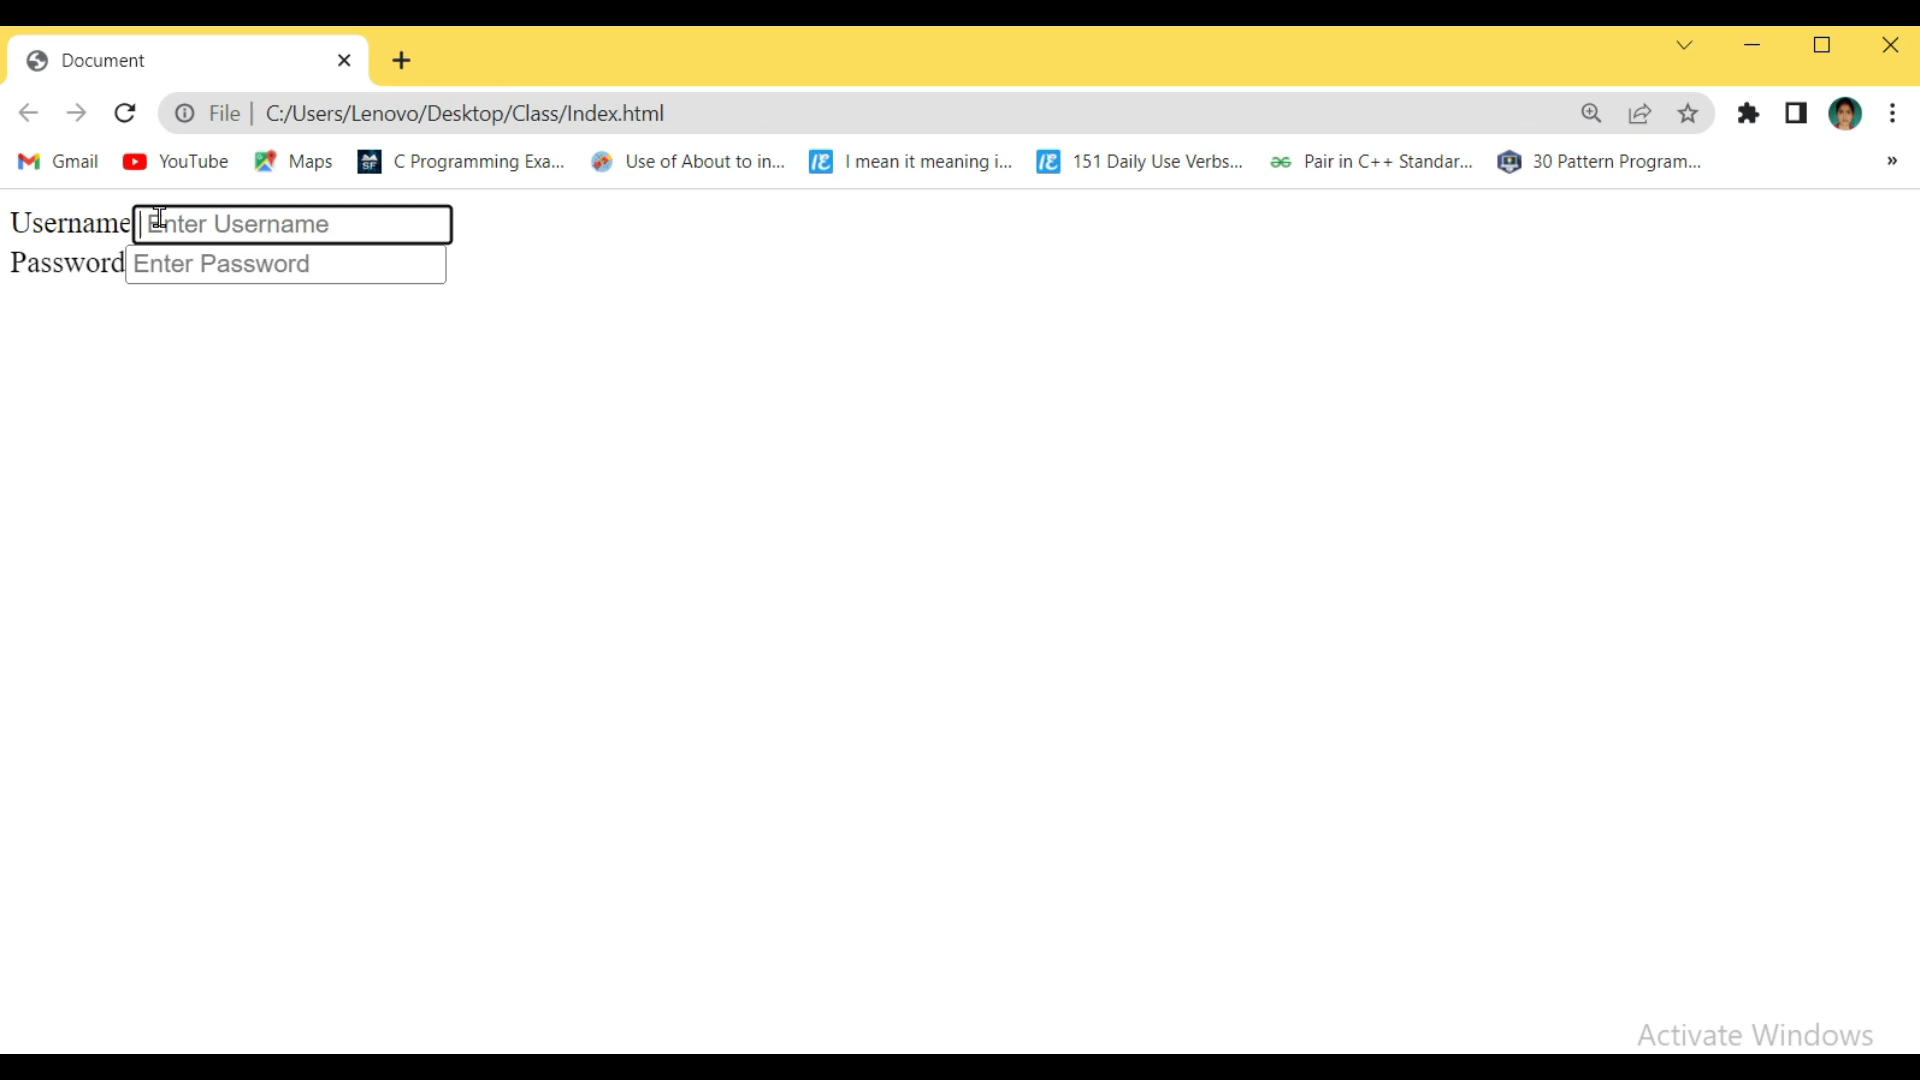 Document
File | C:/Users/Lenovo/Desktop/Class/Index.html
Gmail YouTube Maps C Programming Exa... Use of About to in... I mean it meaning i... 151 Daily Use Verbs... Pair in C++ Standar... 30 Pattern Program... »
Username Enter Username
Password Enter Password
Activate Windows